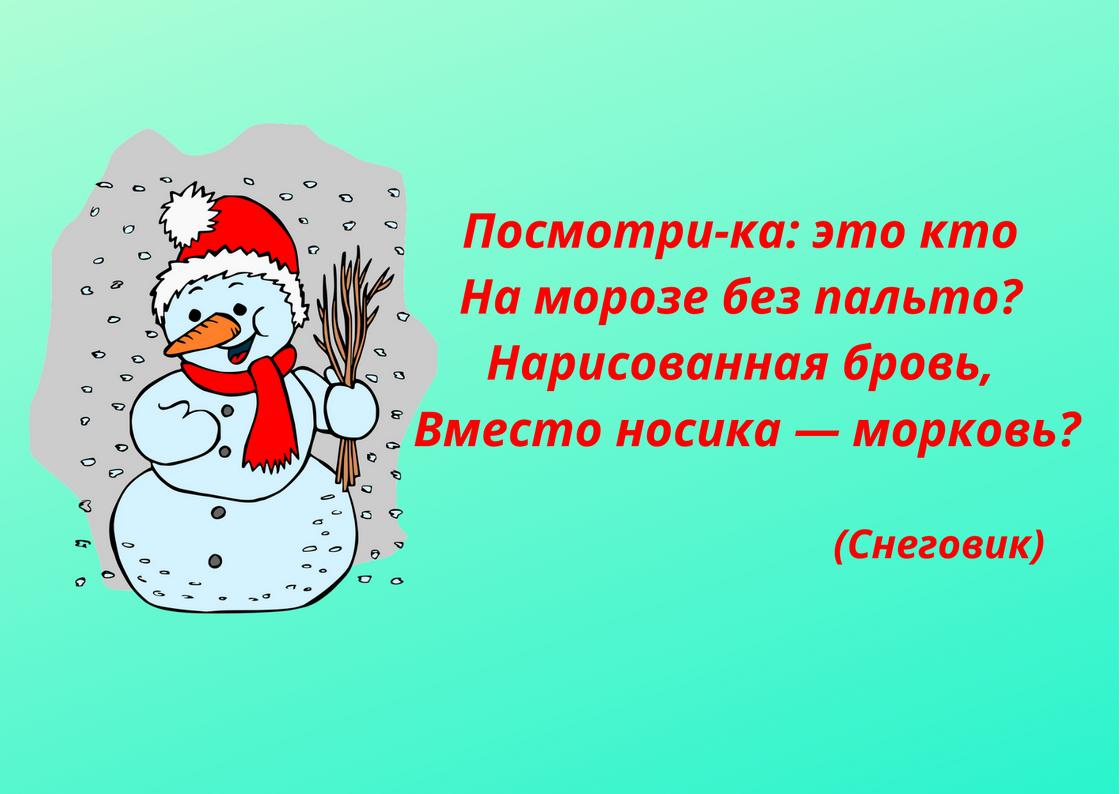 Посмотри-ка: это кто
На морозе без пальто?
Нарисованная бровь,
Вместо носика — морковь?
(Снеговик)